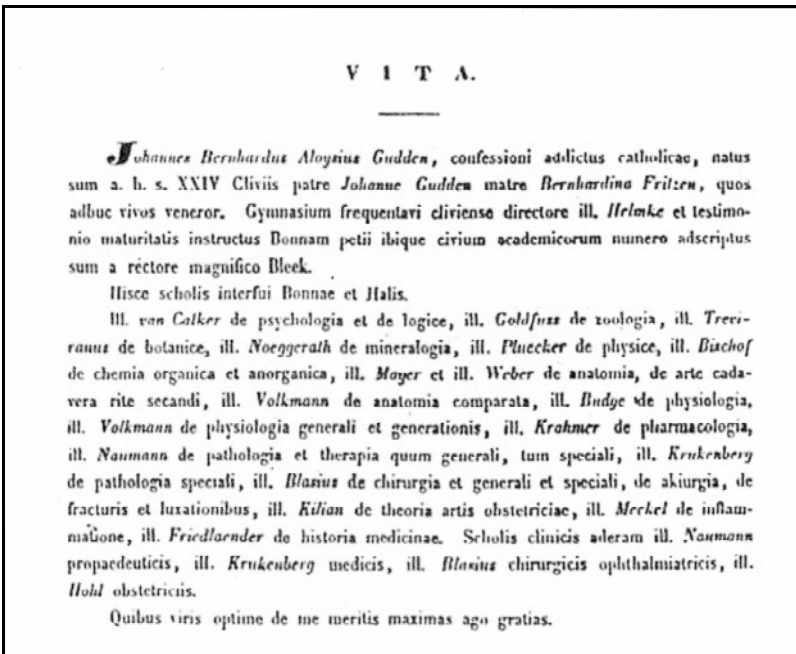 V I T A.
Johannes Bernhardus Aloysius Gudden, confessioni addictus catholicae, natus
sum a. h. s. XXIV Cliviis patre Johanne Gudden matre Bernhardina Fritzen, quos
adhuc vivos veneror. Gymnasium frequentavi cliviense directore ill. Helmke et testimo-
nio maturitatis instructus Bonnam petii ibique civium academicorum numero adscriptus
sum a rectore magnifico Bleek.
Hisce scholis interfui Bonnae et Halis.
Ill. van Calker de psychologia et de logice, ill. Goldfuss de zoologia, ill. Trevi-
ranus de botanice, ill. Noeggerath de mineralogia, ill. Pluecker de physice, ill. Bischof
de chemia organica et anorganica, ill. Mayer et ill. Weber de anatomia, de arte cada-
vera rite secandi, ill. Volkmann de anatomia comparata, ill. Budge de physiologia,
ill. Volkmann de physiologia generali et generationis, ill. Krahmer de pharmacologia,
ill. Naumann de pathologia et therapia quum generali, tum speciali, ill. Krukenberg
de pathologia speciali, ill. Blasius de chirurgia et generali et speciali, de akiurgia, de
fracturis et luxationibus, ill. Kilian de theoria artis obstetriciae, ill. Meckel de inflam-
matione, ill. Friedlaender de historia medicinae. Scholis clinicis aderam ill. Naumann
propaedeuticis, ill. Krukenberg medicis, ill. Blasius chirurgicis ophthalmiatricis, ill.
Hohl obstetriciis.
Quibus viris optime de me meritis maximas ago gratias.